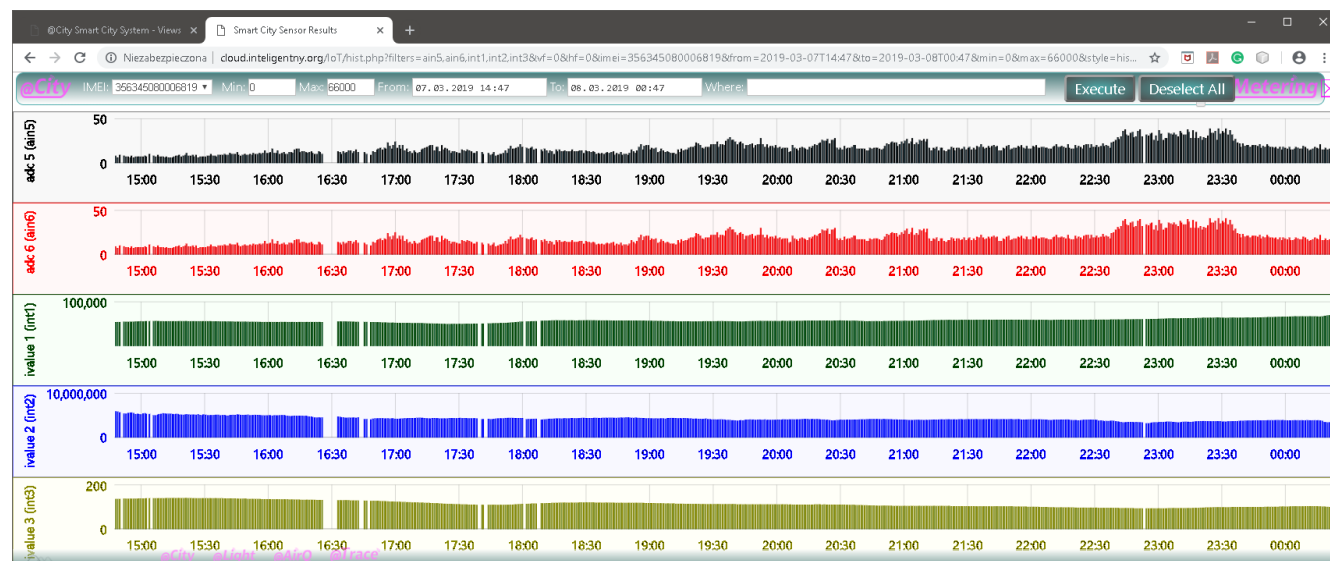 @City Smart City System - Views
Smart City Sensor Results
Niezabezpieczona | cloud.inteligentny.org/IoT/hist.php?filters=ain5,ain6,int1,int2,int3&vf=0&hf=0&imei=356345080006819&from=2019-03-07T14:47&to=2019-03-08T00:47&min=0&max=66000&style=his...
@City IMEI: 356345080006819 Min: 0 Max: 66000 From: 07.03.2019 14:47 To: 08.03.2019 00:47 Where: Execute Deselect All Metering
adc 5 (ain5)
50
0
15:00 15:30 16:00 16:30 17:00 17:30 18:00 18:30 19:00 19:30 20:00 20:30 21:00 21:30 22:00 22:30 23:00 23:30 00:00
adc 6 (ain6)
50
0
15:00 15:30 16:00 16:30 17:00 17:30 18:00 18:30 19:00 19:30 20:00 20:30 21:00 21:30 22:00 22:30 23:00 23:30 00:00
ivalue 1 (int1)
100,000
15:00 15:30 16:00 16:30 17:00 17:30 18:00 18:30 19:00 19:30 20:00 20:30 21:00 21:30 22:00 22:30 23:00 23:30 00:00
ivalue 2 (int2)
10,000,000
0
15:00 15:30 16:00 16:30 17:00 17:30 18:00 18:30 19:00 19:30 20:00 20:30 21:00 21:30 22:00 22:30 23:00 23:30 00:00
ivalue 3 (int3)
200
0
15:00 15:30 16:00 16:30 17:00 17:30 18:00 18:30 19:00 19:30 20:00 20:30 21:00 21:30 22:00 22:30 23:00 23:30 00:00
@City @Light @AirQ @Trace